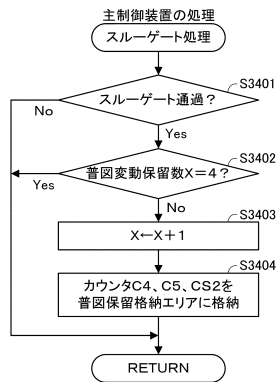 主制御装置の処理
スルーゲート処理
S3401
スルーゲート通過？
No
Yes
S3402
普図変動保留数X＝4？
Yes
No
S3403
X←X＋1
S3404
カウンタC4、C5、CS2を
普図保留格納エリアに格納
RETURN